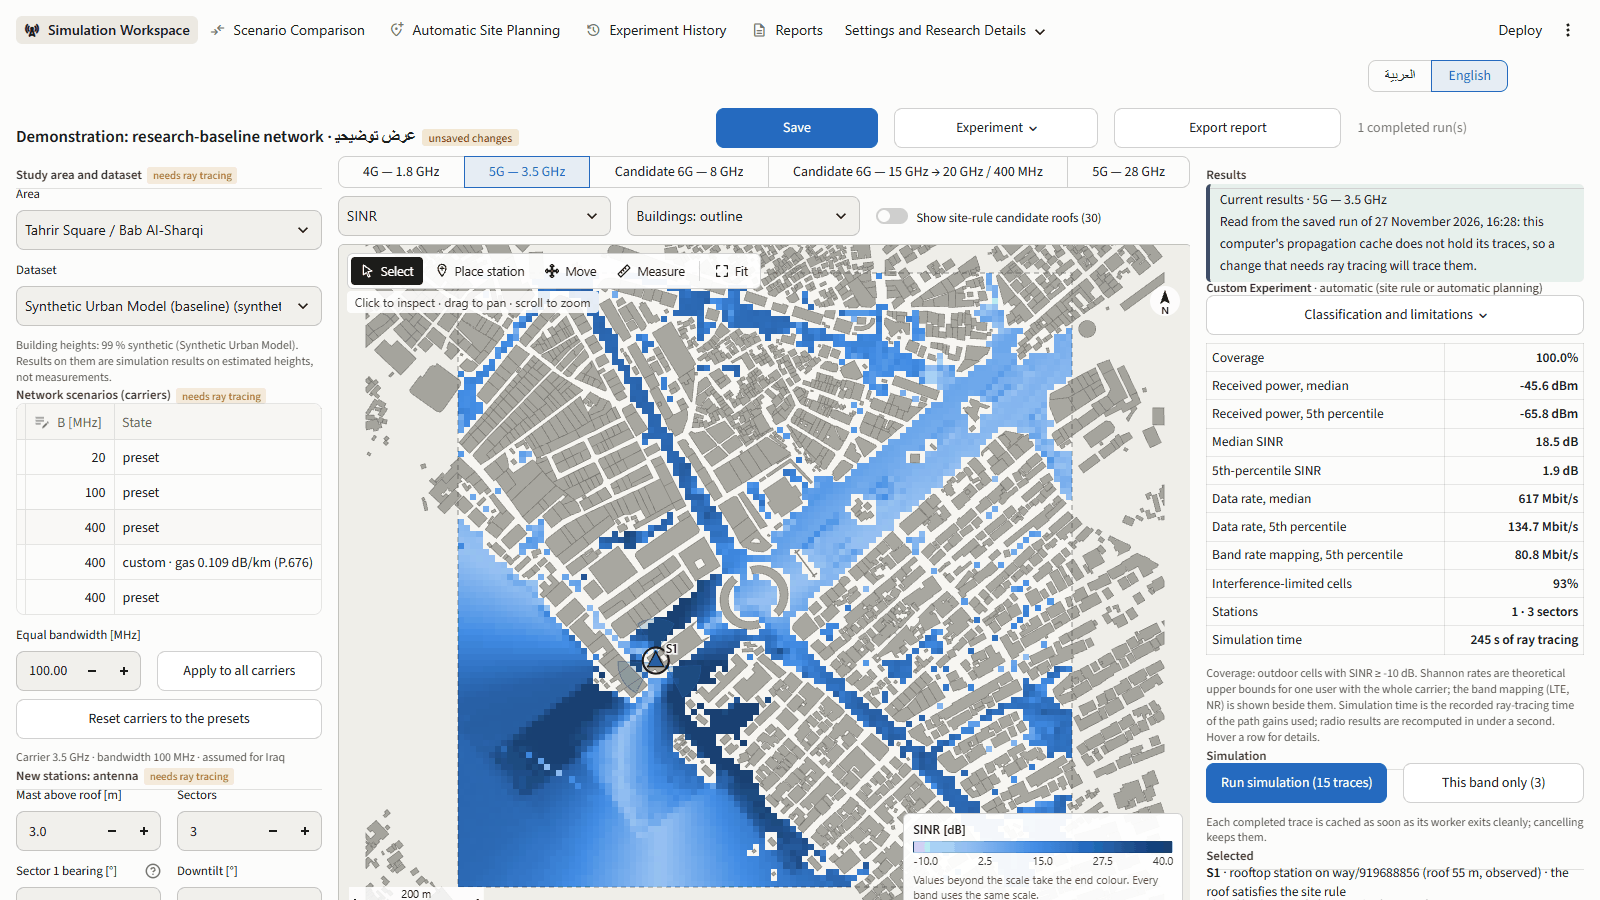 Simulation Workspace
Scenario Comparison
Automatic Site Planning
Experiment History
Reports
Settings and Research Details
Deploy
العربية
English
Demonstration: research-baseline network · عرض توضيحي
unsaved changes
Save
Experiment
Export report
1 completed run(s)
Study area and dataset
needs ray tracing
Area
Tahrir Square / Bab Al-Sharqi
Dataset
Synthetic Urban Model (baseline) (synthet
Building heights: 99 % synthetic (Synthetic Urban Model).
Results on them are simulation results on estimated heights,
not measurements.
Network scenarios (carriers)
needs ray tracing
B [MHz]
State
20
preset
100
preset
400
preset
400
custom · gas 0.109 dB/km (P.676)
400
preset
Equal bandwidth [MHz]
100.00
Apply to all carriers
Reset carriers to the presets
Carrier 3.5 GHz · bandwidth 100 MHz · assumed for Iraq
New stations: antenna
needs ray tracing
Mast above roof [m]
Sectors
3.0
3
Sector 1 bearing [°]
Downtilt [°]
4G — 1.8 GHz
5G — 3.5 GHz
Candidate 6G — 8 GHz
Candidate 6G — 15 GHz → 20 GHz / 400 MHz
5G — 28 GHz
SINR
Buildings: outline
Show site-rule candidate roofs (30)
Select
Place station
Move
Measure
Fit
Click to inspect · drag to pan · scroll to zoom
N
S1
200 m
SINR [dB]
-10.0
2.5
15.0
27.5
40.0
Values beyond the scale take the end colour. Every
band uses the same scale.
Results
Current results · 5G — 3.5 GHz
Read from the saved run of 27 November 2026, 16:28: this
computer's propagation cache does not hold its traces, so a
change that needs ray tracing will trace them.
Custom Experiment · automatic (site rule or automatic planning)
Classification and limitations
Coverage
100.0%
Received power, median
-45.6 dBm
Received power, 5th percentile
-65.8 dBm
Median SINR
18.5 dB
5th-percentile SINR
1.9 dB
Data rate, median
617 Mbit/s
Data rate, 5th percentile
134.7 Mbit/s
Band rate mapping, 5th percentile
80.8 Mbit/s
Interference-limited cells
93%
Stations
1 · 3 sectors
Simulation time
245 s of ray tracing
Coverage: outdoor cells with SINR ≥ -10 dB. Shannon rates are theoretical
upper bounds for one user with the whole carrier; the band mapping (LTE,
NR) is shown beside them. Simulation time is the recorded ray-tracing time
of the path gains used; radio results are recomputed in under a second.
Hover a row for details.
Simulation
Run simulation (15 traces)
This band only (3)
Each completed trace is cached as soon as its worker exits cleanly; cancelling
keeps them.
Selected
S1 · rooftop station on way/919688856 (roof 55 m, observed) · the
roof satisfies the site rule